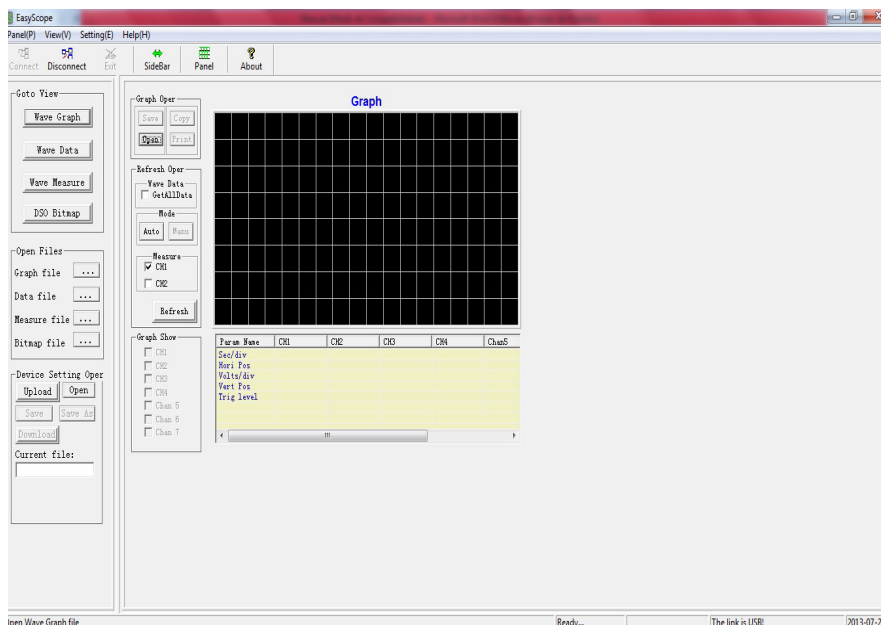 EasyScope
Panel(P) View(V) Setting(E) Help(H)
Connect Disconnect Exit SideBar Panel About
Goto View
Wave Graph
Wave Data
Wave Measure
DSO Bitmap
Open Files
Graph file ...
Data file ...
Measure file ...
Bitmap file ...
Device Setting Oper
Upload Open
Save Save As
Download
Current file:
Graph Oper
Save Copy
Open Print
Refresh Oper
Wave Data
GetAllData
Mode
Auto Manu
Measure
CH1
CH2
Refresh
Graph Show
CH1
CH2
CH3
CH4
Chan 5
Chan 6
Chan 7
Graph
Param Name CH1 CH2 CH3 CH4 Chan5
Sec/div
Hori Pos
Volts/div
Vert Pos
Trig level
Open Wave Graph file Ready... The link is USB! 2013-07-2